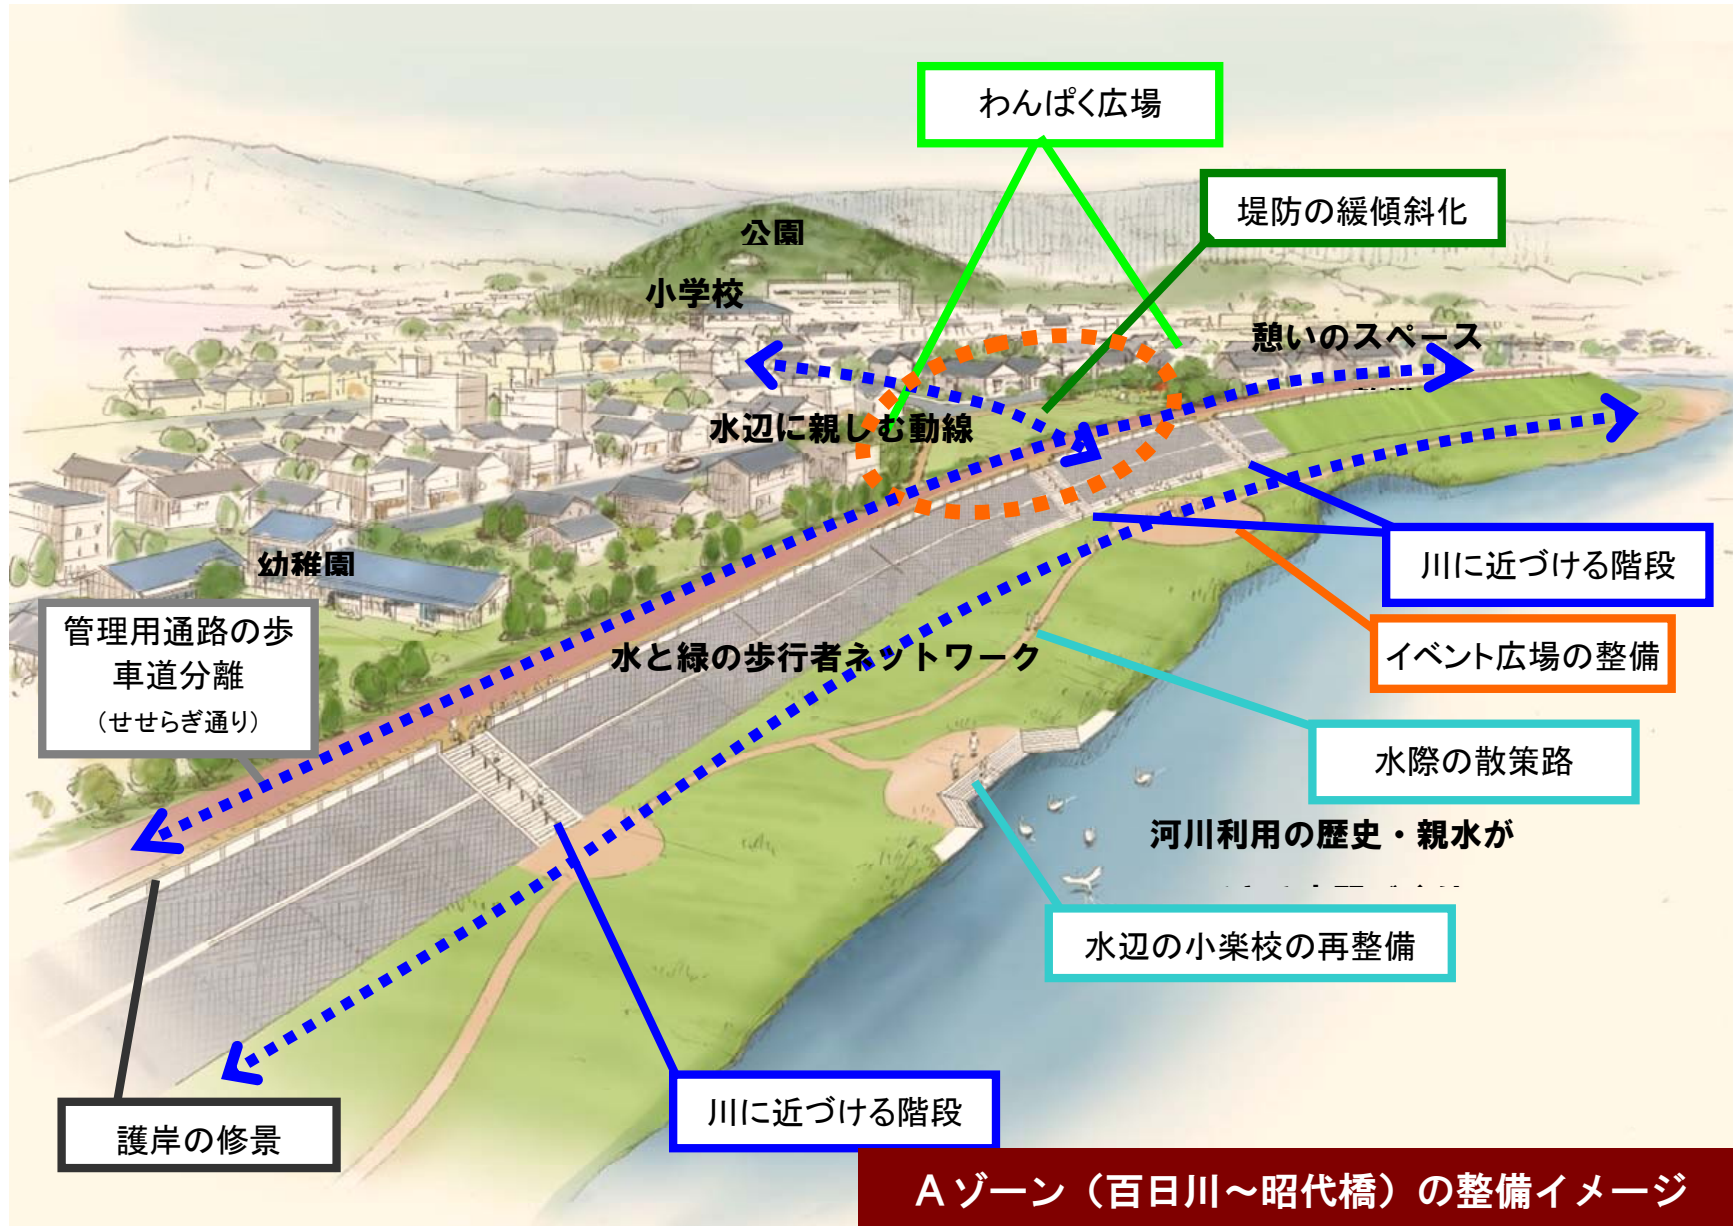 わんぱく広場
堤防の緩傾斜化
公園
小学校
憩いのスペース
水辺に親しむ動線
川に近づける階段
幼稚園
管理用通路の歩
車道分離
(せせらぎ通り)
イベント広場の整備
水と緑の歩行者ネットワーク
水際の散策路
河川利用の歴史・親水が
水辺の小楽校の再整備
川に近づける階段
護岸の修景
Aゾーン（百日川～昭代橋）の整備イメージ